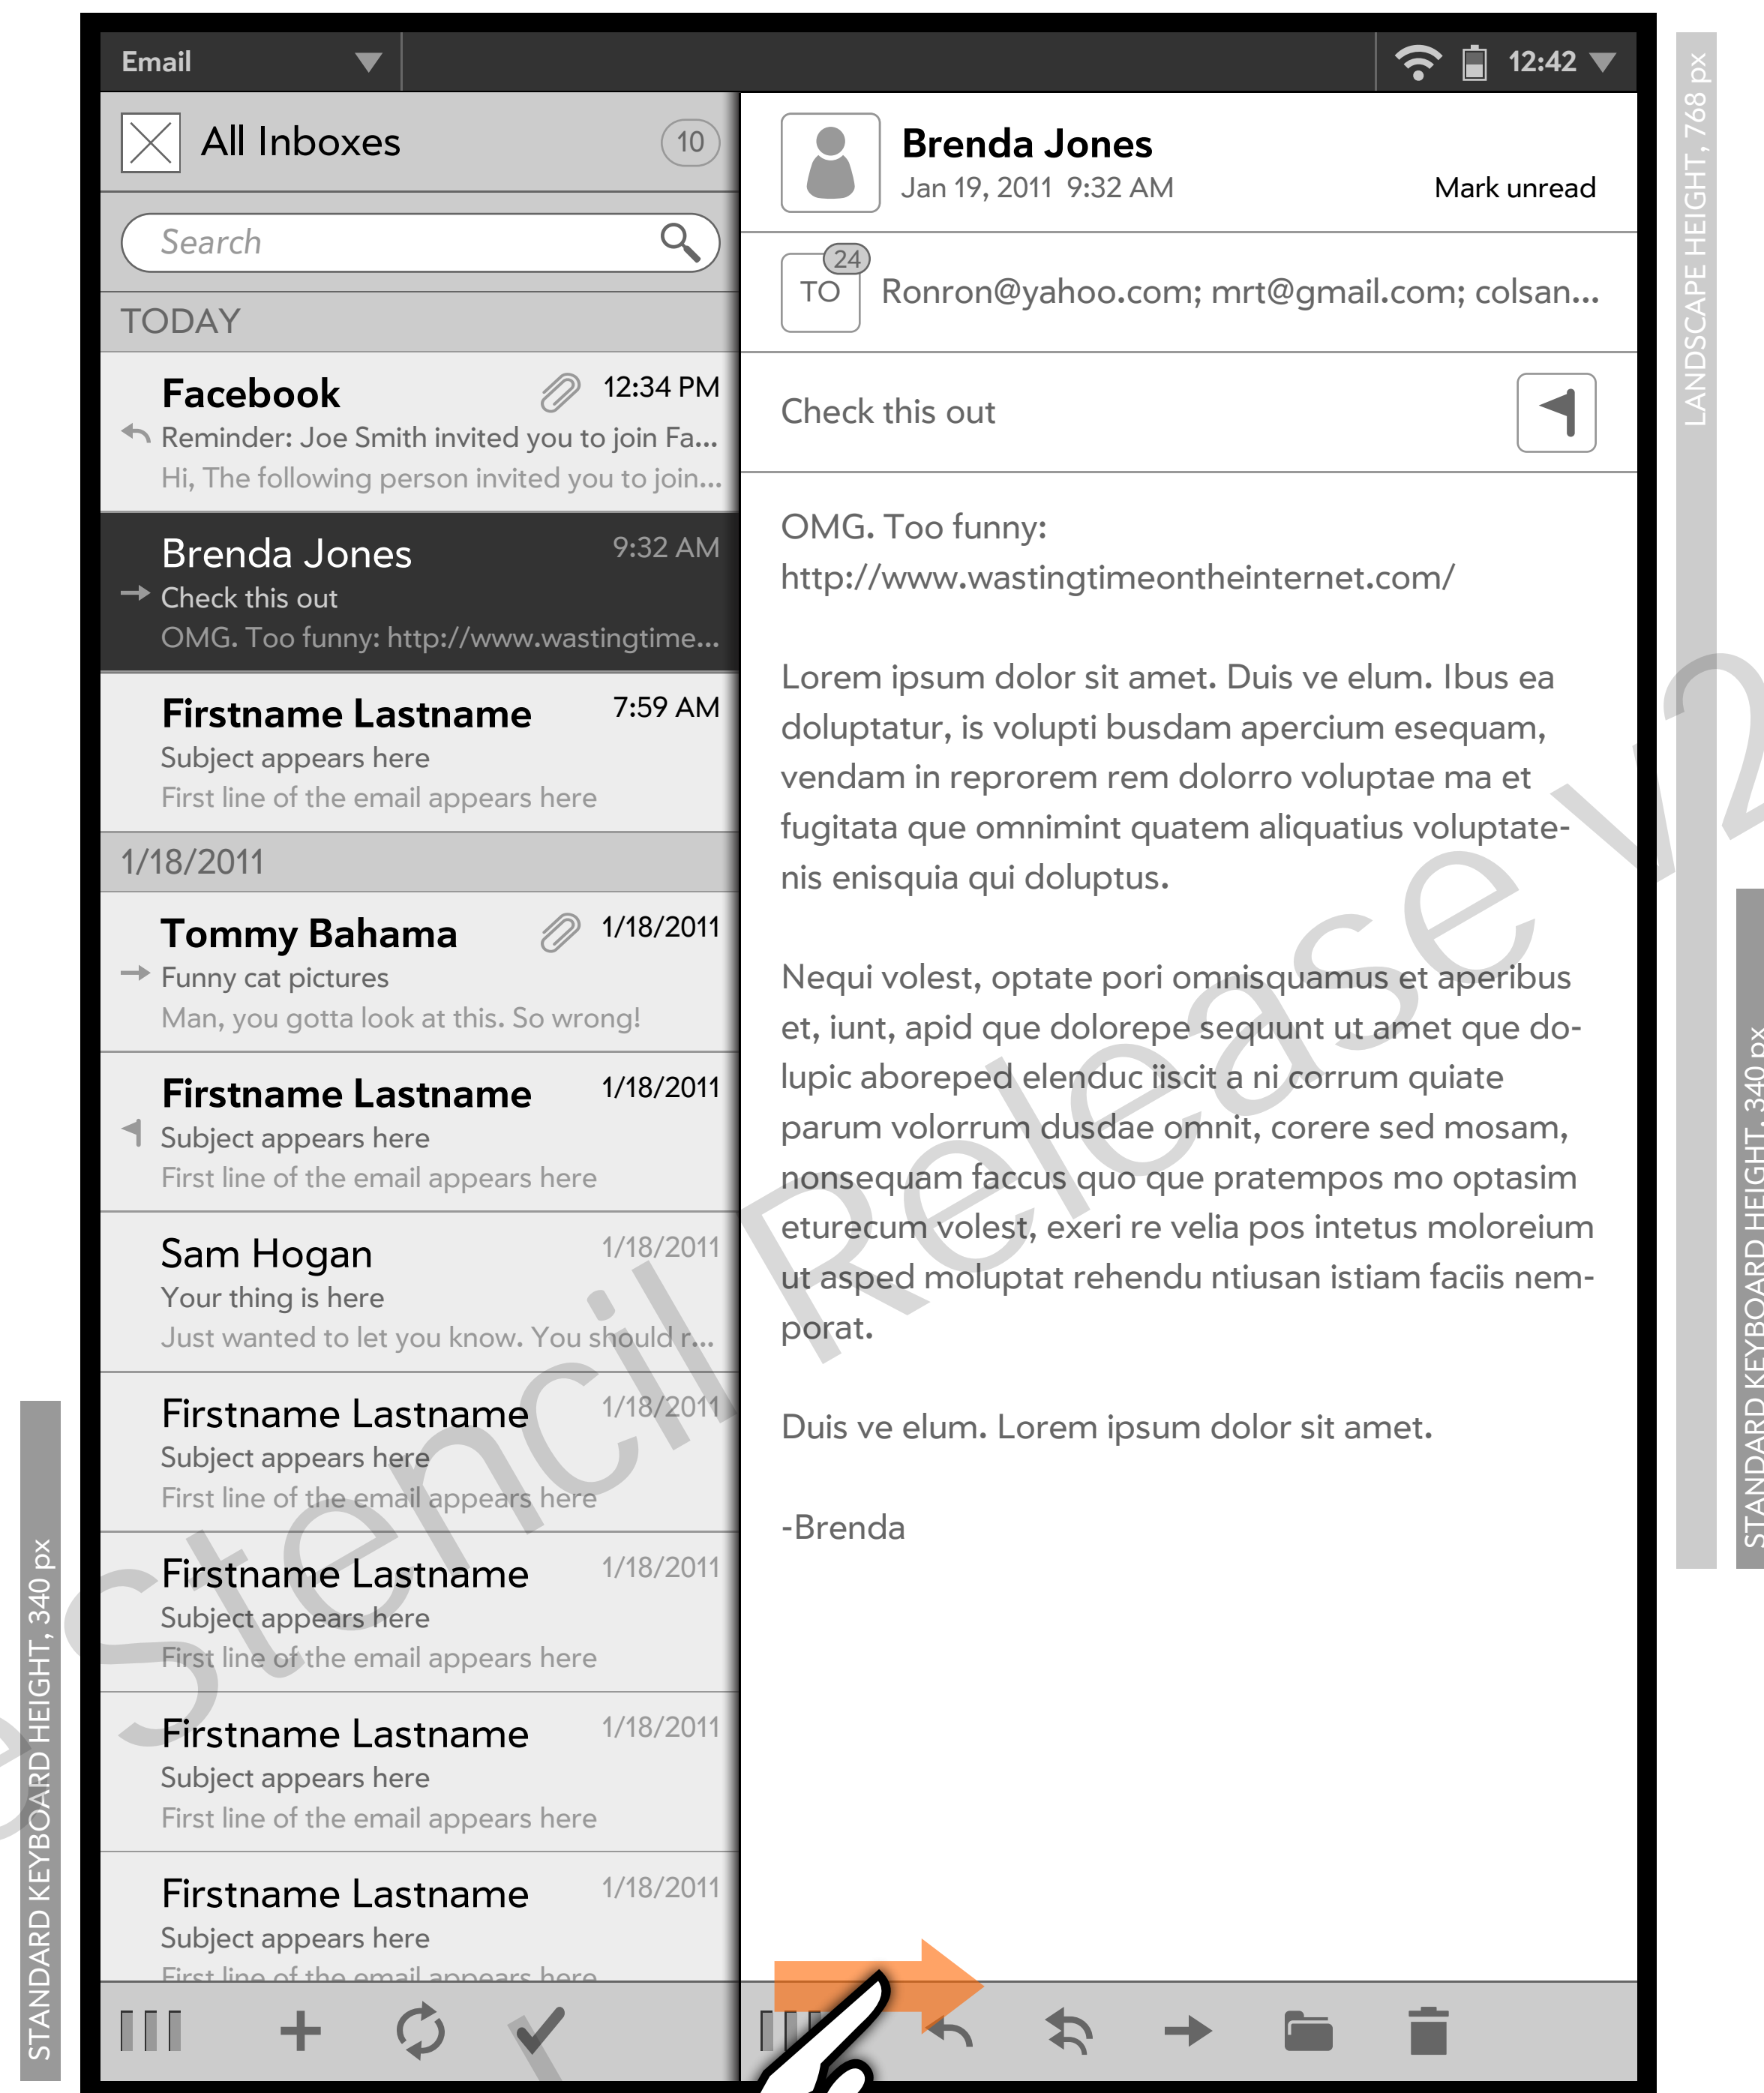 Email
12:42
All Inboxes
10
Search
TODAY
Facebook 12:34 PM
Reminder: Joe Smith invited you to join Fa...
Hi, The following person invited you to join...
Brenda Jones 9:32 AM
Check this out
OMG. Too funny: http://www.wastingtime...
Firstname Lastname 7:59 AM
Subject appears here
First line of the email appears here
1/18/2011
Tommy Bahama 1/18/2011
Funny cat pictures
Man, you gotta look at this. So wrong!
Firstname Lastname 1/18/2011
Subject appears here
First line of the email appears here
Sam Hogan 1/18/2011
Your thing is here
Just wanted to let you know. You should r...
Firstname Lastname 1/18/2011
Subject appears here
First line of the email appears here
Firstname Lastname 1/18/2011
Subject appears here
First line of the email appears here
Firstname Lastname 1/18/2011
Subject appears here
First line of the email appears here
Firstname Lastname 1/18/2011
Subject appears here
First line of the email appears here
Brenda Jones
Jan 19, 2011 9:32 AM
Mark unread
24
TO
Ronron@yahoo.com; mrt@gmail.com; colsan...
Check this out
OMG. Too funny:
http://www.wastingtimeontheinternet.com/
Lorem ipsum dolor sit amet. Duis ve elum. Ibus ea
doluptatur, is volupti busdam apercium esequam,
vendam in reprorem rem dolorro voluptae ma et
fugitata que omnimint quatem aliquatius voluptate-
nis enisquia qui doluptus.
Nequi volest, optate pori omnisquamus et aperibus
et, iunt, apid que dolorepe sequunt ut amet que do-
lupic aboreped elenduc iiscit a ni corrum quiate
parum volorrum dusdae omnit, corere sed mosam,
nonsequam faccus quo que pratempos mo optasim
eturecum volest, exeri re velia pos intetus moloreium
ut asped moluptat rehendu ntiusan istiam faciis nem-
porat.
Duis ve elum. Lorem ipsum dolor sit amet.
-Brenda
LANDSCAPE HEIGHT, 768 px
STANDARD KEYBOARD HEIGHT, 340 px
STANDARD KEYBOARD HEIGHT, 340 px
Stencil Release v2